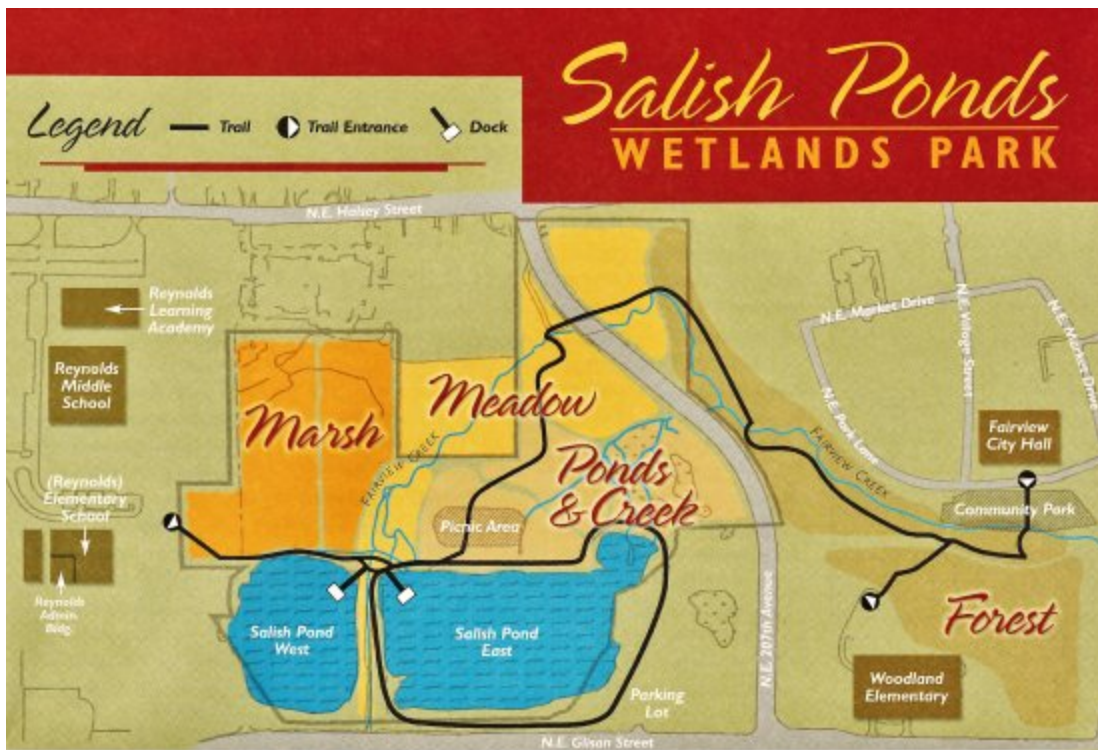 Salish Ponds
WETLANDS PARK
Legend
Trail
Trail Entrance
Dock
N.E. Halsey Street
Reynolds
Learning
Academy
Reynolds
Middle
School
(Reynolds)
Elementary
School
Reynolds
Admin.
Bldg.
Marsh
Meadow
FAIRVIEW CREEK
Ponds
& Creek
Picnic Area
Salish Pond
West
Salish Pond
East
Parking
Lot
N.E. Glisan Street
N.E. 207th Avenue
N.E. Market Drive
N.E. Village Street
N.E. Market Drive
N.E. Park Lane
FAIRVIEW CREEK
Fairview
City Hall
Community Park
Forest
Woodland
Elementary